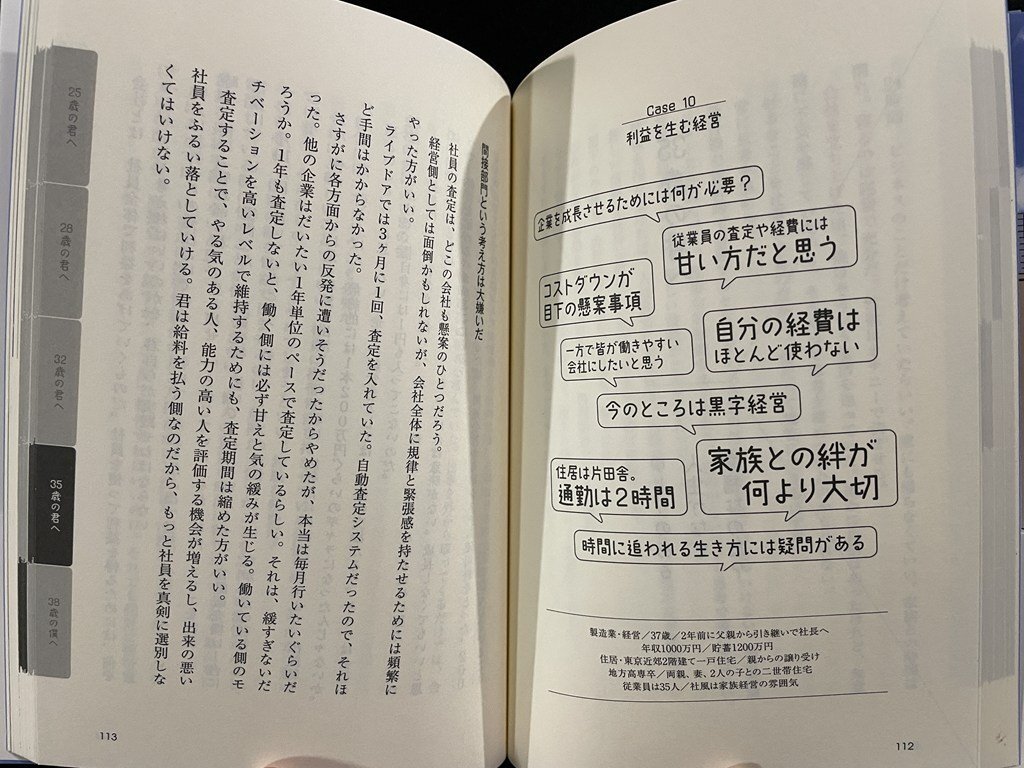 Case 10
利益を生む経営
企業を成長させるためには何が必要?
従業員の査定や経費には
甘い方だと思う
コストダウンが
目下の懸案事項
自分の経費は
ほとんど使わない
一方で皆が働きやすい
会社にしたいと思う
今のところは黒字経営
家族との絆が
何より大切
住居は片田舎。
通勤は2時間
時間に追われる生き方には疑問がある
製造業・経営/37歳/2年前に父親から引き継いで社長へ
年収1000万円/貯蓄1200万円
住居・東京近郊2階建て一戸住宅/親からの譲り受け
地方高専卒/両親、妻、2人の子との二世帯住宅
従業員は35人/社風は家族経営の雰囲気
112
間接部門という考え方は大嫌いだ
社員の査定は、どこの会社も懸案のひとつだろう。
経営側としては面倒かもしれないが、会社全体に規律と緊張感を持たせるためには頻繁に
やった方がいい。
ライブドアでは3ヶ月に1回、査定を入れていた。自動査定システムだったので、それほ
ど手間はかからなかった。
さすがに各方面からの反発に遭いそうだったからやめたが、本当は毎月行いたいぐらいだ
った。他の企業はだいたい1年単位のペースで査定しているらしい。それは、緩すぎないだ
ろうか。1年も査定しないと、働く側には必ず甘えと気の緩みが生じる。働いている側のモ
チベーションを高いレベルで維持するためにも、査定期間は縮めた方がいい。
査定することで、やる気のある人、能力の高い人を評価する機会が増えるし、出来の悪い
社員をふるい落としていける。君は給料を払う側なのだから、もっと社員を真剣に選別しな
くてはいけない。
25歳の君へ
28歳の君へ
32歳の君へ
35歳の君へ
38歳の僕へ
113